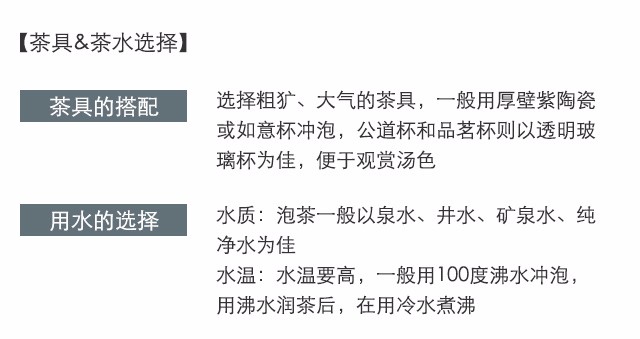 【茶具&茶水选择】
茶具的搭配
选择粗犷、大气的茶具，一般用厚壁紫陶瓷
或如意杯冲泡，公道杯和品茗杯则以透明玻
璃杯为佳，便于观赏汤色
用水的选择
水质：泡茶一般以泉水、井水、矿泉水、纯
净水为佳
水温：水温要高，一般用100度沸水冲泡，
用沸水润茶后，在用冷水煮沸